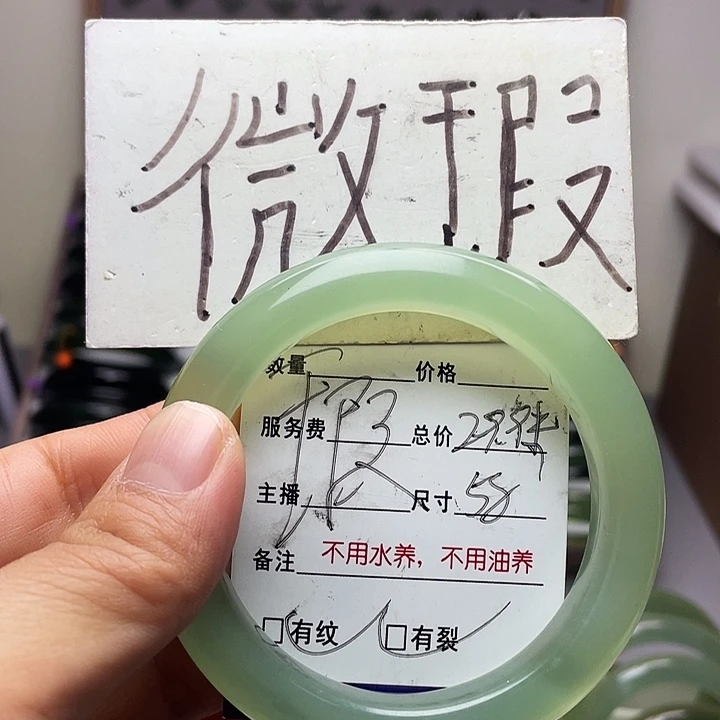 微瑕
数量 价格
服务费 总价
主播 尺寸 58
备注 不用水养，不用油养
□有纹 □有裂